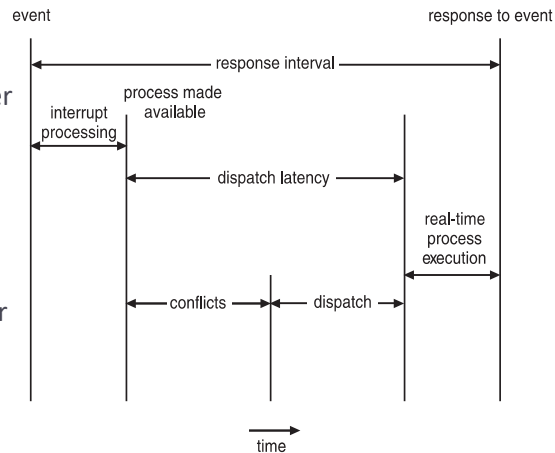 event
response to event
response interval
er
process made
available
interrupt
processing
dispatch latency
real-time
process
execution
conflicts
dispatch
r
time